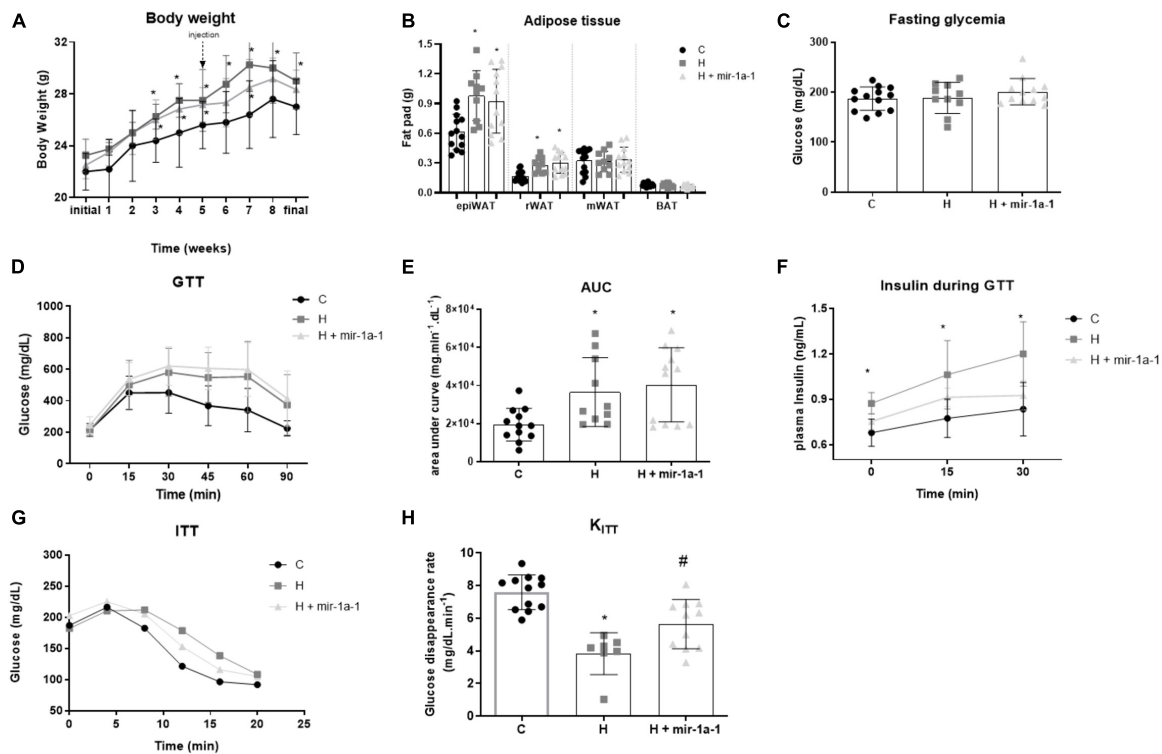 A
Body weight
injection
Body Weight (g)
32
28
24
20
initial 1 2 3 4 5 6 7 8 final
* * * * * * * * * * *
Time (weeks)
B
Adipose tissue
C
H
H + mir-1a-1
Fat pad (g)
1.5
1.2
0.9
0.6
0.3
0.0
* * * *
epiWAT rWAT mWAT BAT
C
Fasting glycemia
Glucose (mg/dL)
300
200
100
0
C H H + mir-1a-1
D
GTT
C
H
H + mir-1a-1
Glucose (mg/dL)
1000
800
600
400
200
0
0 15 30 45 60 90
Time (min)
E
AUC
area under curve (mg.min⁻¹.dL⁻¹)
8×10⁴
6×10⁴
4×10⁴
2×10⁴
0
* *
C H H + mir-1a-1
F
Insulin during GTT
C
H
H + mir-1a-1
plasma Insulin (ng/mL)
1.5
1.2
0.9
0.6
* * *
0 15 30
Time (min)
G
ITT
C
H
H + mir-1a-1
Glucose (mg/dL)
300
250
200
150
100
50
0 5 10 15 20 25
Time (min)
H
K_ITT
Glucose disappearance rate
(mg/dL.min⁻¹)
10
8
6
4
2
0
* #
C H H + mir-1a-1